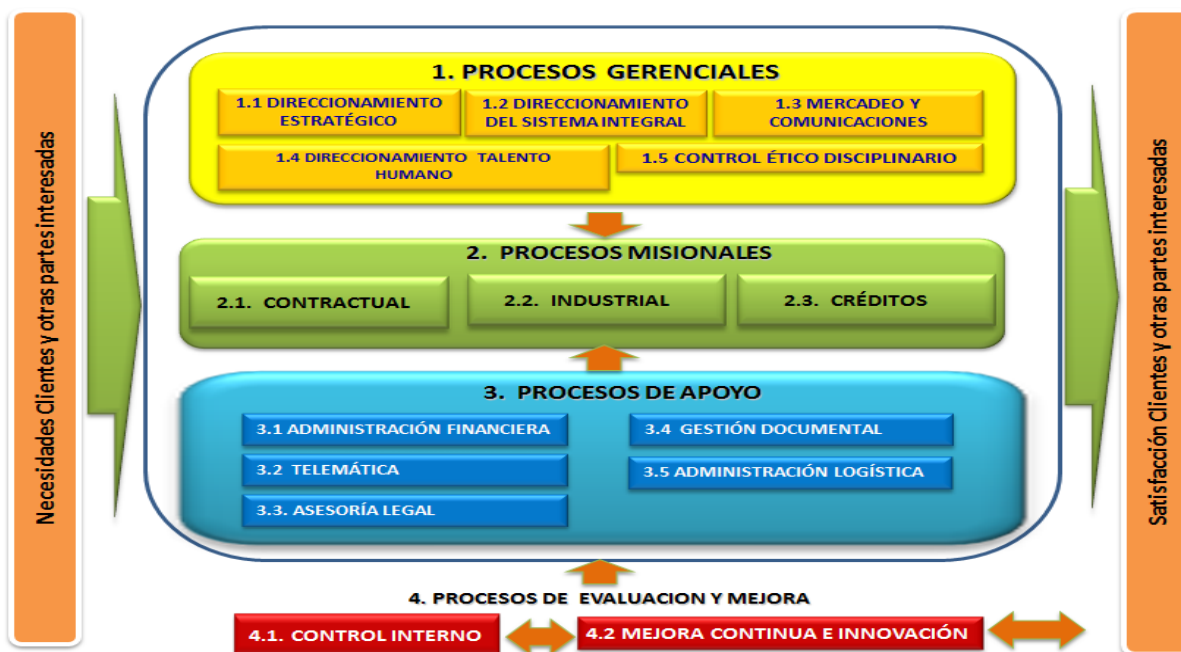 Necesidades Clientes y otras partes interesadas
1. PROCESOS GERENCIALES
1.1 DIRECCIONAMIENTO
ESTRATÉGICO
1.2 DIRECCIONAMIENTO
DEL SISTEMA INTEGRAL
1.3 MERCADEO Y
COMUNICACIONES
1.4 DIRECCIONAMIENTO TALENTO
HUMANO
1.5 CONTROL ÉTICO DISCIPLINARIO
2. PROCESOS MISIONALES
2.1. CONTRACTUAL
2.2. INDUSTRIAL
2.3. CRÉDITOS
3. PROCESOS DE APOYO
3.1 ADMINISTRACIÓN FINANCIERA
3.2 TELEMÁTICA
3.3. ASESORÍA LEGAL
3.4 GESTIÓN DOCUMENTAL
3.5 ADMINISTRACIÓN LOGÍSTICA
4. PROCESOS DE EVALUACION Y MEJORA
4.1. CONTROL INTERNO
4.2 MEJORA CONTINUA E INNOVACIÓN
Satisfacción Clientes y otras partes interesadas